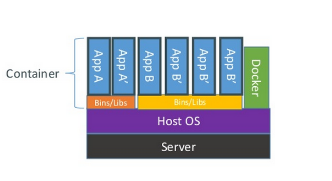 Container
App A
App A'
App B
App B'
App B'
App B'
Docker
Bins/Libs
Bins/Libs
Host OS
Server